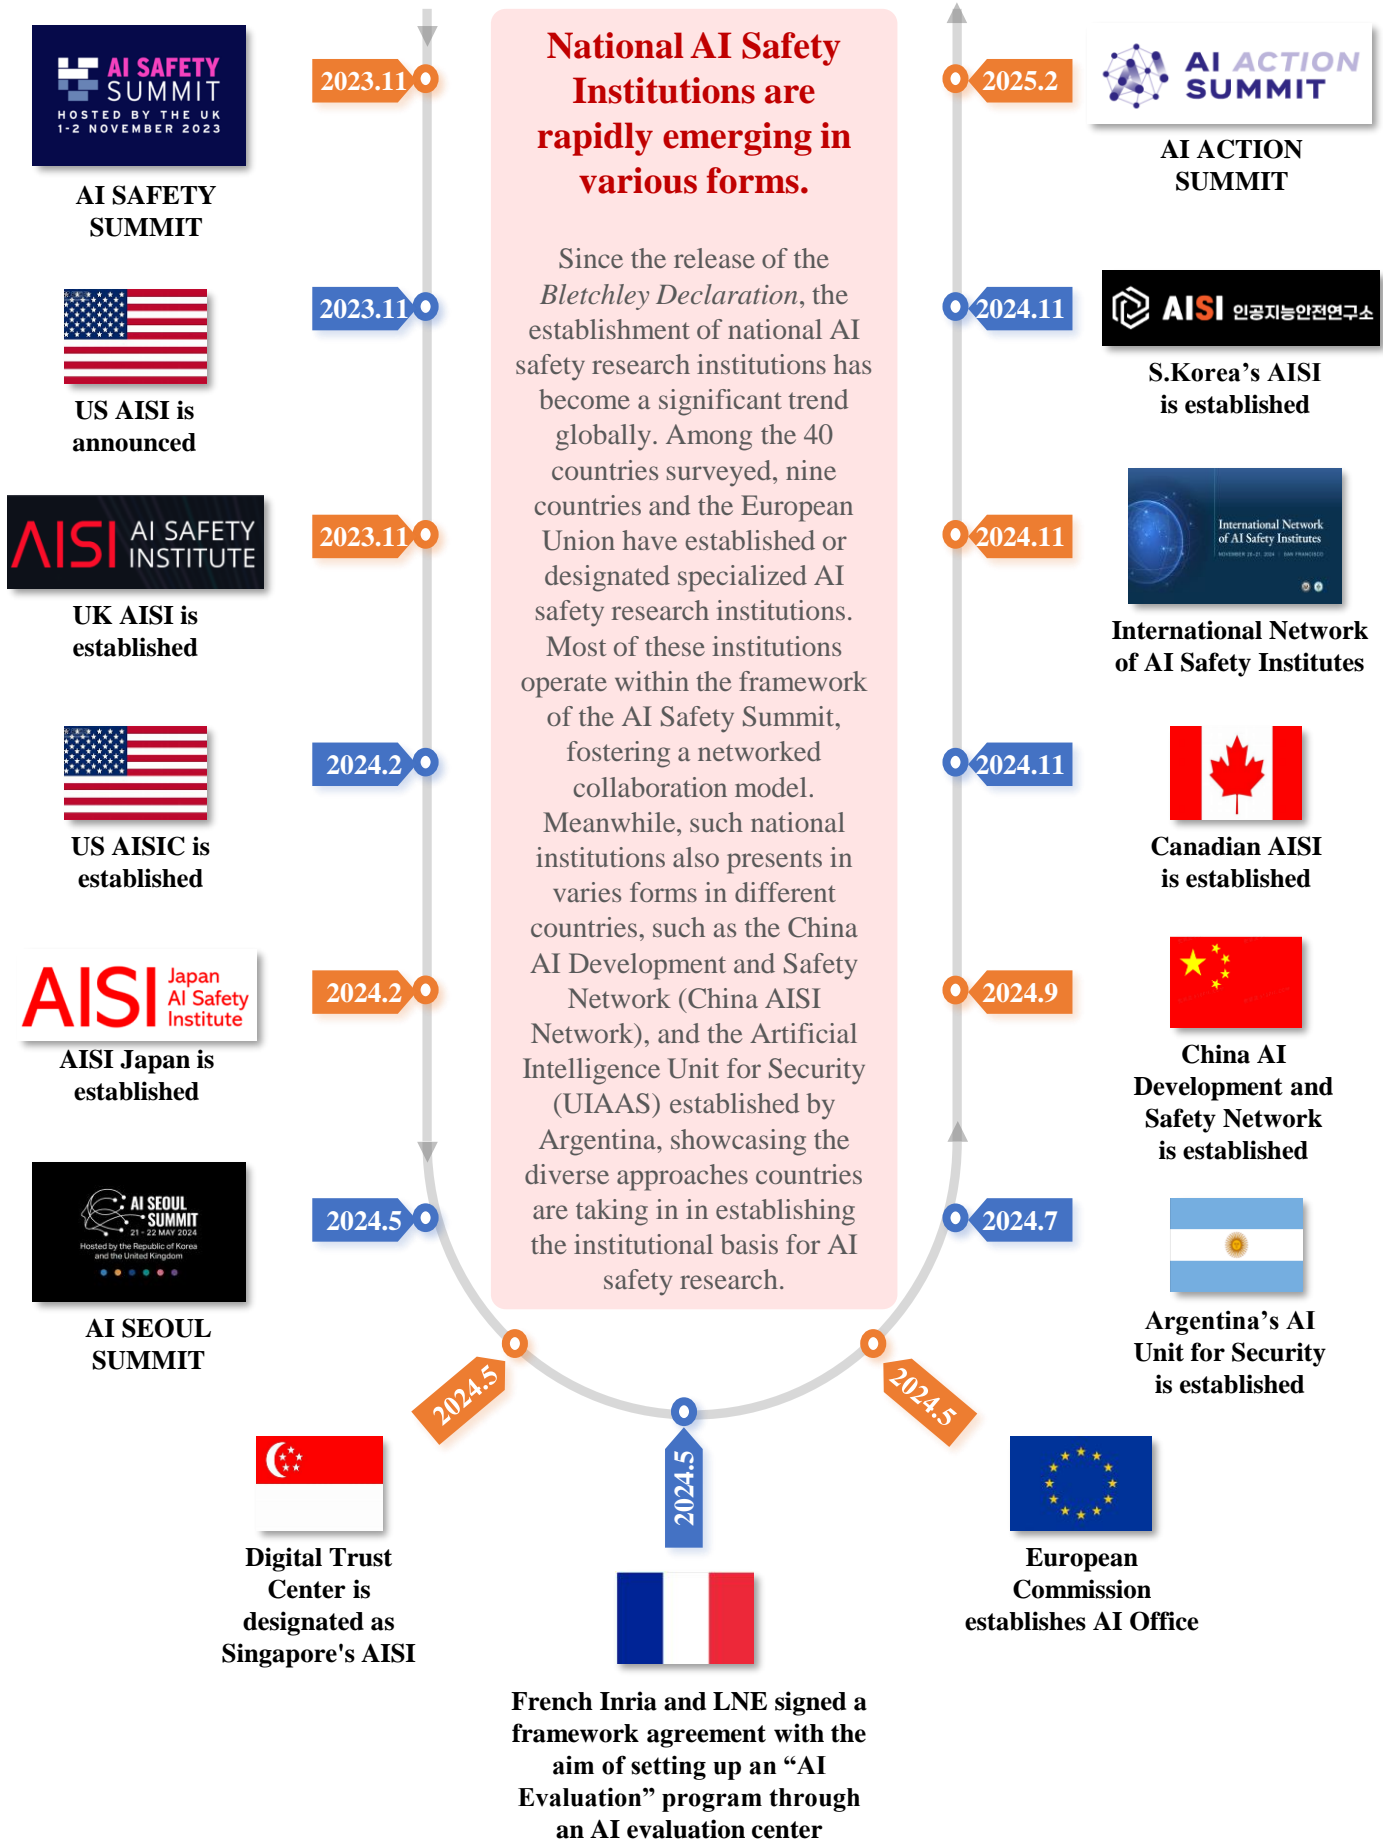 AI SAFETY
SUMMIT
HOSTED BY THE UK
1-2 NOVEMBER 2023
2023.11
AI SAFETY
SUMMIT
2023.11
US AISI is
announced
AISI AI SAFETY
INSTITUTE
2023.11
UK AISI is
established
2024.2
US AISIC is
established
AISI Japan
AI Safety
Institute
2024.2
AISI Japan is
established
AI SEOUL
SUMMIT
21 - 22 MAY 2024
Hosted by the Republic of Korea
and the United Kingdom
2024.5
AI SEOUL
SUMMIT
2024.5
Digital Trust
Center is
designated as
Singapore's AISI
2024.5
French Inria and LNE signed a
framework agreement with the
aim of setting up an “AI
Evaluation” program through
an AI evaluation center
2024.5
European
Commission
establishes AI Office
2024.7
Argentina’s AI
Unit for Security
is established
2024.9
China AI
Development and
Safety Network
is established
2024.11
Canadian AISI
is established
2024.11
International Network
of AI Safety Institutes
NOVEMBER 20-21, 2024 | SAN FRANCISCO
International Network
of AI Safety Institutes
2024.11
AISI 인공지능안전연구소
S.Korea’s AISI
is established
2025.2
AI ACTION
SUMMIT
AI ACTION
SUMMIT
National AI Safety
Institutions are
rapidly emerging in
various forms.
Since the release of the
Bletchley Declaration, the
establishment of national AI
safety research institutions has
become a significant trend
globally. Among the 40
countries surveyed, nine
countries and the European
Union have established or
designated specialized AI
safety research institutions.
Most of these institutions
operate within the framework
of the AI Safety Summit,
fostering a networked
collaboration model.
Meanwhile, such national
institutions also presents in
varies forms in different
countries, such as the China
AI Development and Safety
Network (China AISI
Network), and the Artificial
Intelligence Unit for Security
(UIAAS) established by
Argentina, showcasing the
diverse approaches countries
are taking in in establishing
the institutional basis for AI
safety research.